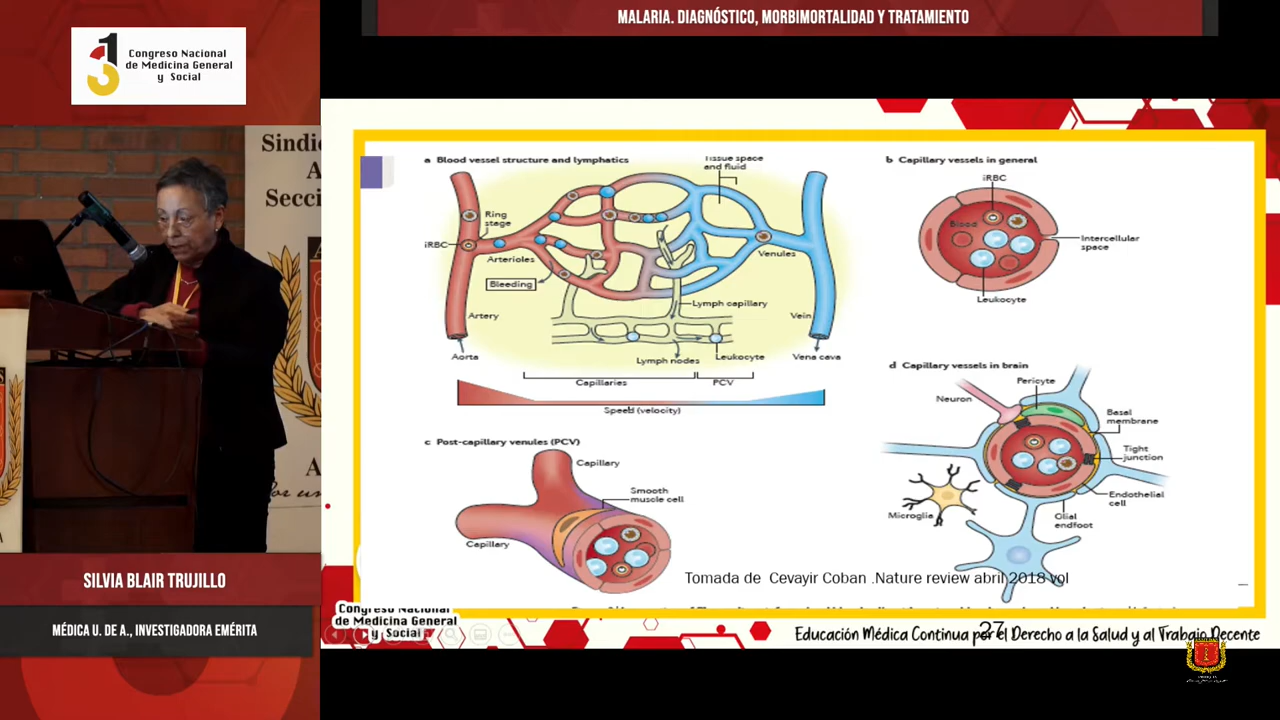 MALARIA. DIAGNÓSTICO, MORBIMORTALIDAD Y TRATAMIENTO
31
Congreso Nacional
de Medicina General
y Social
Sindic
A
Secci
A
SILVIA BLAIR TRUJILLO
MÉDICA U. DE A., INVESTIGADORA EMÉRITA
a Blood vessel structure and lymphatics
Tissue space
and fluid
Ring
stage
iRBC
Arterioles
Venules
Bleeding
Lymph capillary
Artery
Vein
Aorta
Lymph nodes
Leukocyte
Vena cava
Capillaries
PCV
Speed (velocity)
b Capillary vessels in general
iRBC
Blood
Intercellular
space
Leukocyte
c Post-capillary venules (PCV)
Capillary
Smooth
muscle cell
Capillary
d Capillary vessels in brain
Pericyte
Neuron
Basal
membrane
Tight
junction
Endothelial
cell
Microglia
Glial
endfoot
Tomada de Cevayir Coban .Nature review abril 2018 vol
Congreso Nacional
de Medicina General
y Social
27
Educación Médica Continua por el Derecho a la Salud y al Trabajo Decente